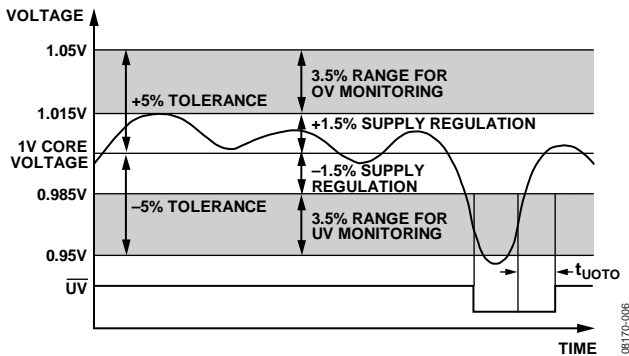 VOLTAGE
1.05V
3.5% RANGE FOR
OV MONITORING
+5% TOLERANCE
1.015V
+1.5% SUPPLY REGULATION
1V CORE
VOLTAGE
–1.5% SUPPLY
REGULATION
0.985V
–5% TOLERANCE
3.5% RANGE FOR
UV MONITORING
0.95V
tUOTO
UV
TIME
08170-006